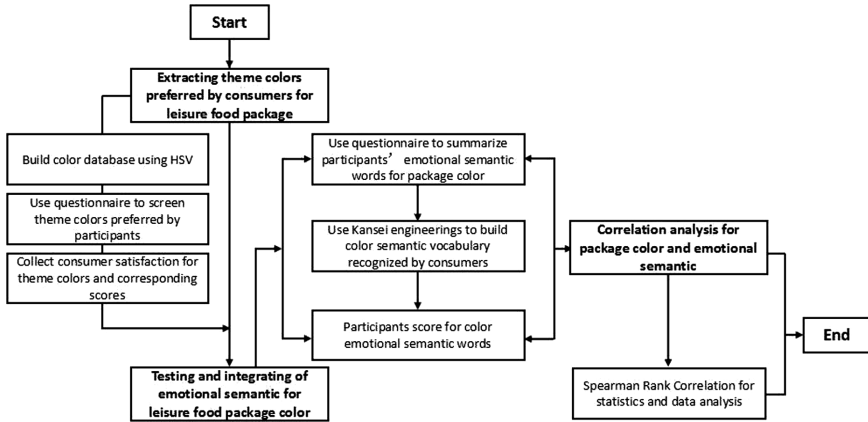 Start
Extracting theme colors
preferred by consumers for
leisure food package
Build color database using HSV
Use questionnaire to screen
theme colors preferred by
participants
Collect consumer satisfaction for
theme colors and corresponding
scores
Testing and integrating of
emotional semantic for
leisure food package color
Use questionnaire to summarize
participants’ emotional semantic
words for package color
Use Kansei engineerings to build
color semantic vocabulary
recognized by consumers
Participants score for color
emotional semantic words
Correlation analysis for
package color and emotional
semantic
Spearman Rank Correlation for
statistics and data analysis
End